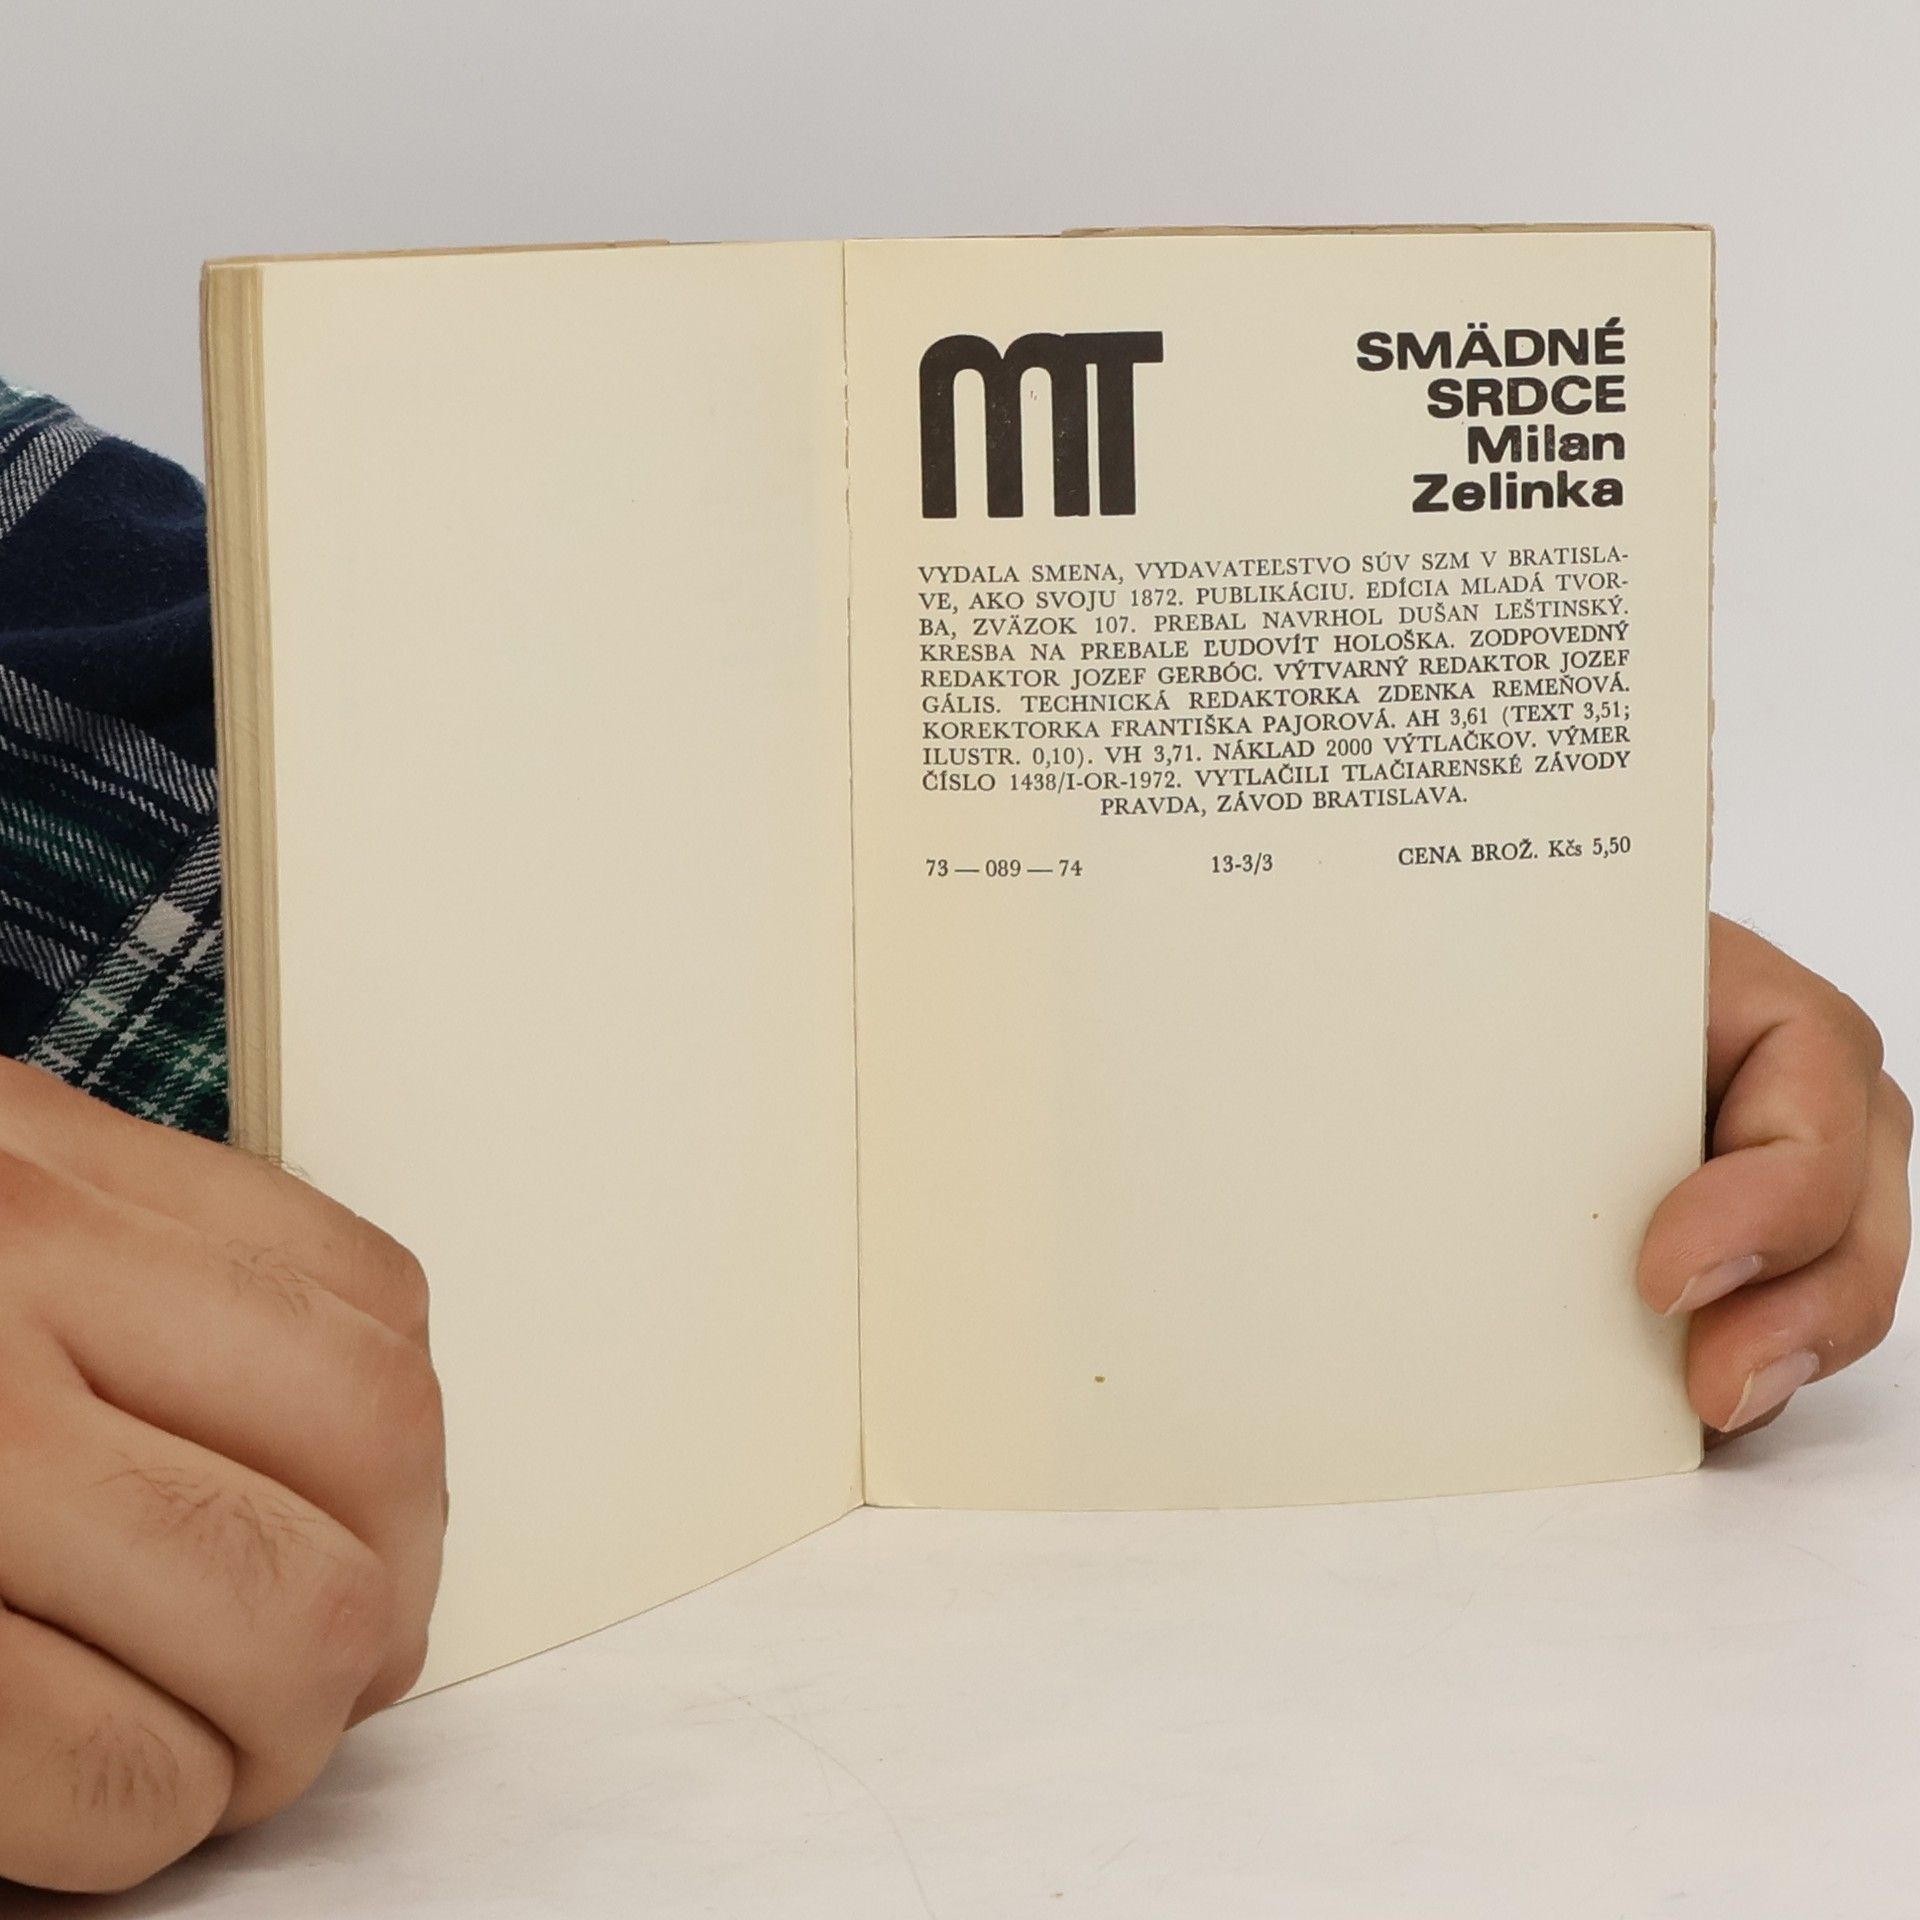 MT
SMÄDNÉ
SRDCE
Milan
Zelinka
VYDALA SMENA, VYDAVATEĽSTVO SÚV SZM V BRATISLA-
VE, AKO SVOJU 1872. PUBLIKÁCIU. EDÍCIA MLADÁ TVOR-
BA, ZVÄZOK 107. PREBAL NAVRHOL DUŠAN LEŠTINSKÝ.
KRESBA NA PREBALE ĽUDOVÍT HOLOŠKA. ZODPOVEDNÝ
REDAKTOR JOZEF GERBÓC. VÝTVARNÝ REDAKTOR JOZEF
GÁLIS. TECHNICKÁ REDAKTORKA ZDENKA REMEŇOVÁ.
KOREKTORKA FRANTIŠKA PAJOROVÁ. AH 3,61 (TEXT 3,51;
ILUSTR. 0,10). VH 3,71. NÁKLAD 2000 VÝTLAČKOV. VÝMER
ČÍSLO 1438/I-OR-1972. VYTLAČILI TLAČIARENSKÉ ZÁVODY
PRAVDA, ZÁVOD BRATISLAVA.
73 — 089 — 74 13-3/3 CENA BROŽ. Kčs 5,50